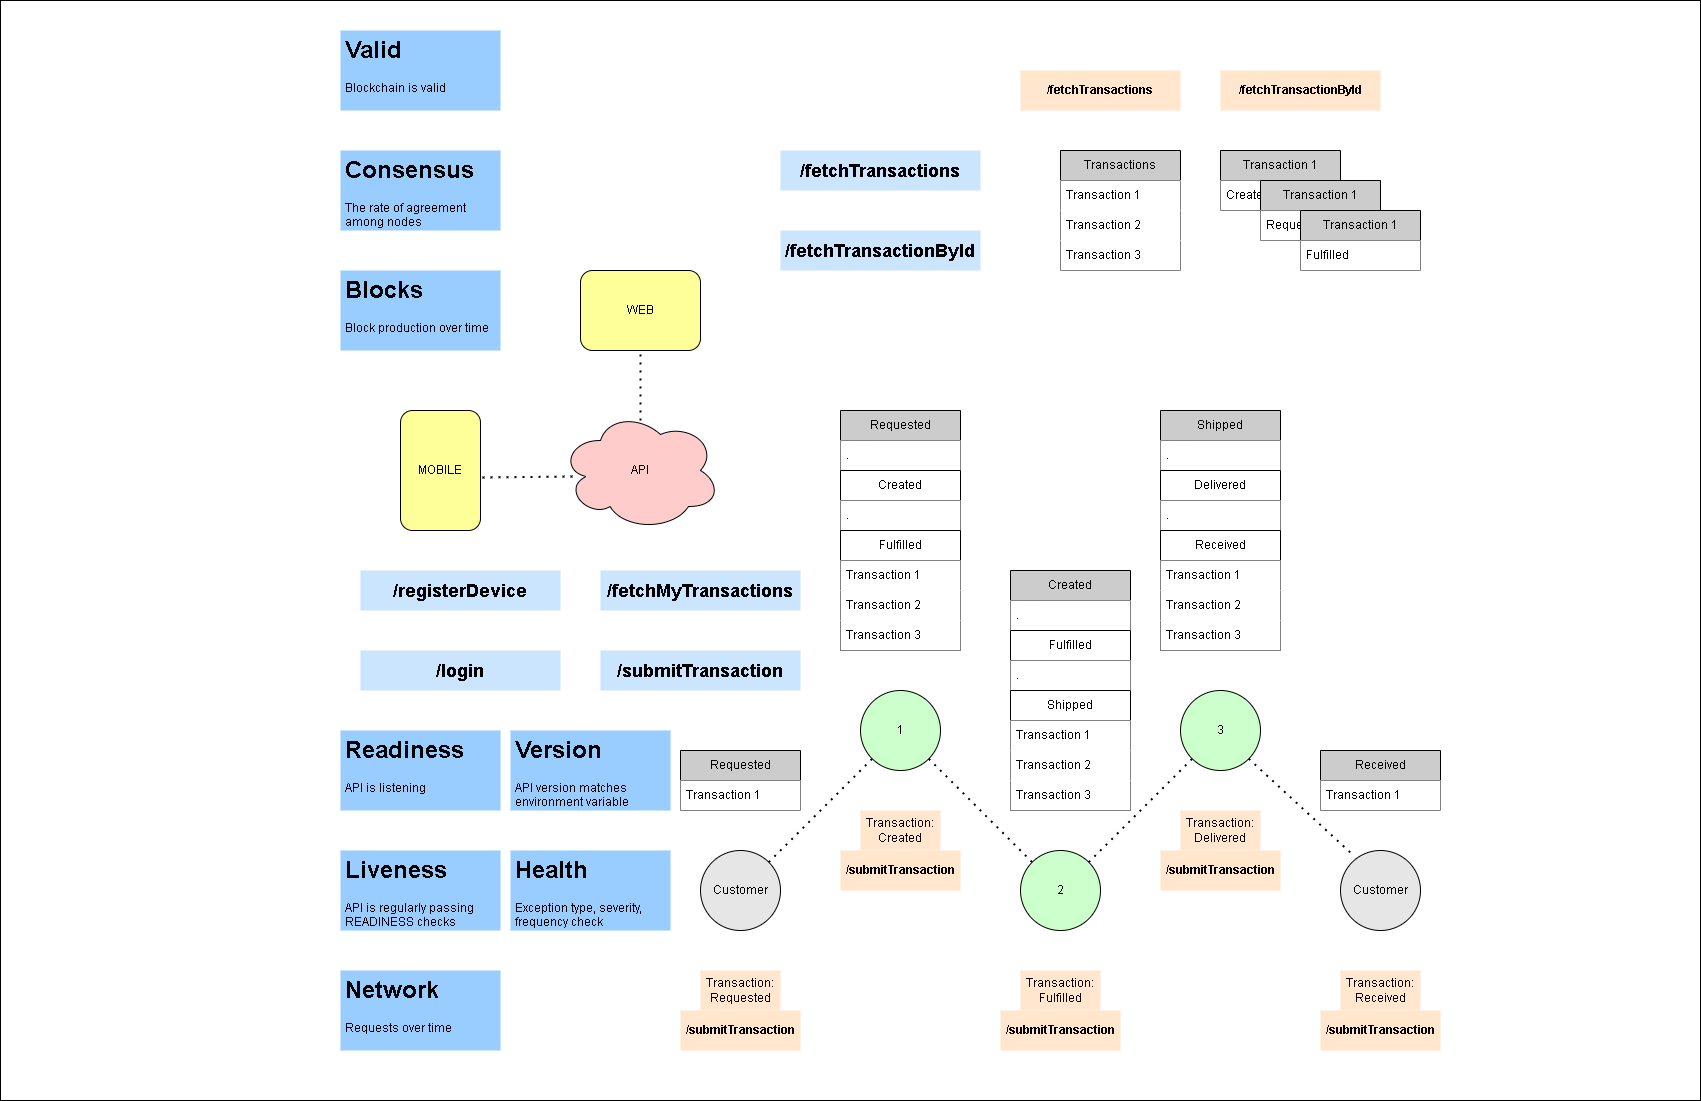 Valid
Blockchain is valid
/fetchTransactions
/fetchTransactionById
Consensus
The rate of agreement
among nodes
/fetchTransactions
/fetchTransactionById
Transactions
Transaction 1
Transaction 2
Transaction 3
Transaction 1
Create
Transaction 1
Reque
Transaction 1
Fulfilled
Blocks
Block production over time
WEB
MOBILE
API
/registerDevice
/fetchMyTransactions
/login
/submitTransaction
Requested
.
Created
.
Fulfilled
Transaction 1
Transaction 2
Transaction 3
Created
.
Fulfilled
.
Shipped
Transaction 1
Transaction 2
Transaction 3
Shipped
.
Delivered
.
Received
Transaction 1
Transaction 2
Transaction 3
Readiness
API is listening
Version
API version matches
environment variable
Requested
Transaction 1
1
3
Received
Transaction 1
Transaction:
Created
/submitTransaction
Transaction:
Delivered
/submitTransaction
Liveness
API is regularly passing
READINESS checks
Health
Exception type, severity,
frequency check
Customer
2
Customer
Network
Requests over time
Transaction:
Requested
/submitTransaction
Transaction:
Fulfilled
/submitTransaction
Transaction:
Received
/submitTransaction